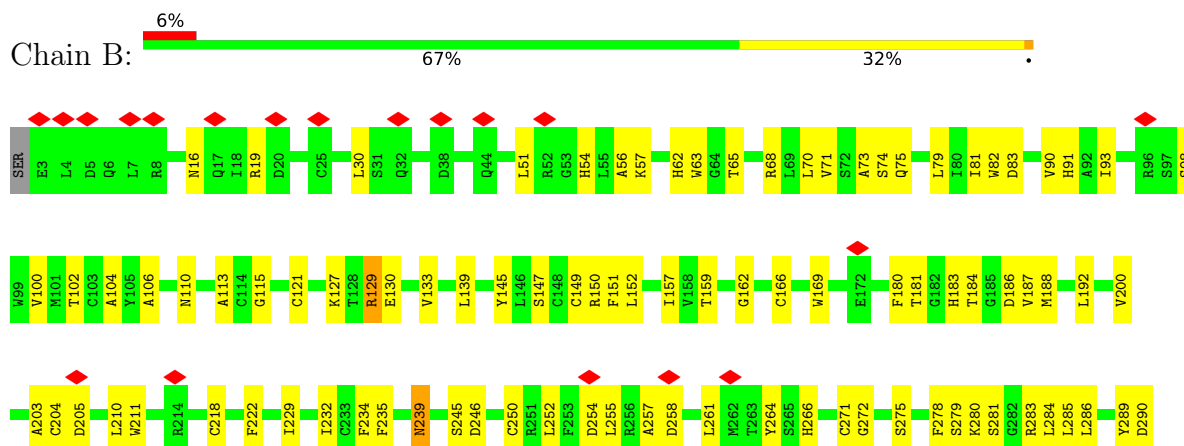 6%
Chain B:
67% 32% •
SER E3 L4 D5 Q6 L7 R8 N16 Q17 I18 R19 D20 C25 L30 S31 Q32 D38 Q44 L51 R52 G53 H54 L55 A56 K57 H62 W63 G64 T65 R68 L69 L70 V71 S72 A73 S74 Q75 L79 I80 I81 W82 D83 V90 H91 A92 I93 R96 S97 S98
W99 V100 M101 T102 C103 A104 Y105 A106 N110 A113 C114 G115 C121 K127 T128 R129 E130 V133 L139 Y145 L146 S147 C148 C149 R150 F151 L152 I157 V158 T159 G162 C166 W169 E172 F180 T181 G182 H183 T184 G185 D186 V187 M188 L192 V200
A203 C204 D205 L210 W211 R214 C218 F222 I229 I232 C233 F234 F235 N239 S245 D246 C250 R251 L252 F253 D254 L255 R256 A257 D258 L261 M262 T263 Y264 S265 H266 C271 G272 S275 F278 S279 K280 S281 G282 R283 L284 L285 L286 Y289 D290